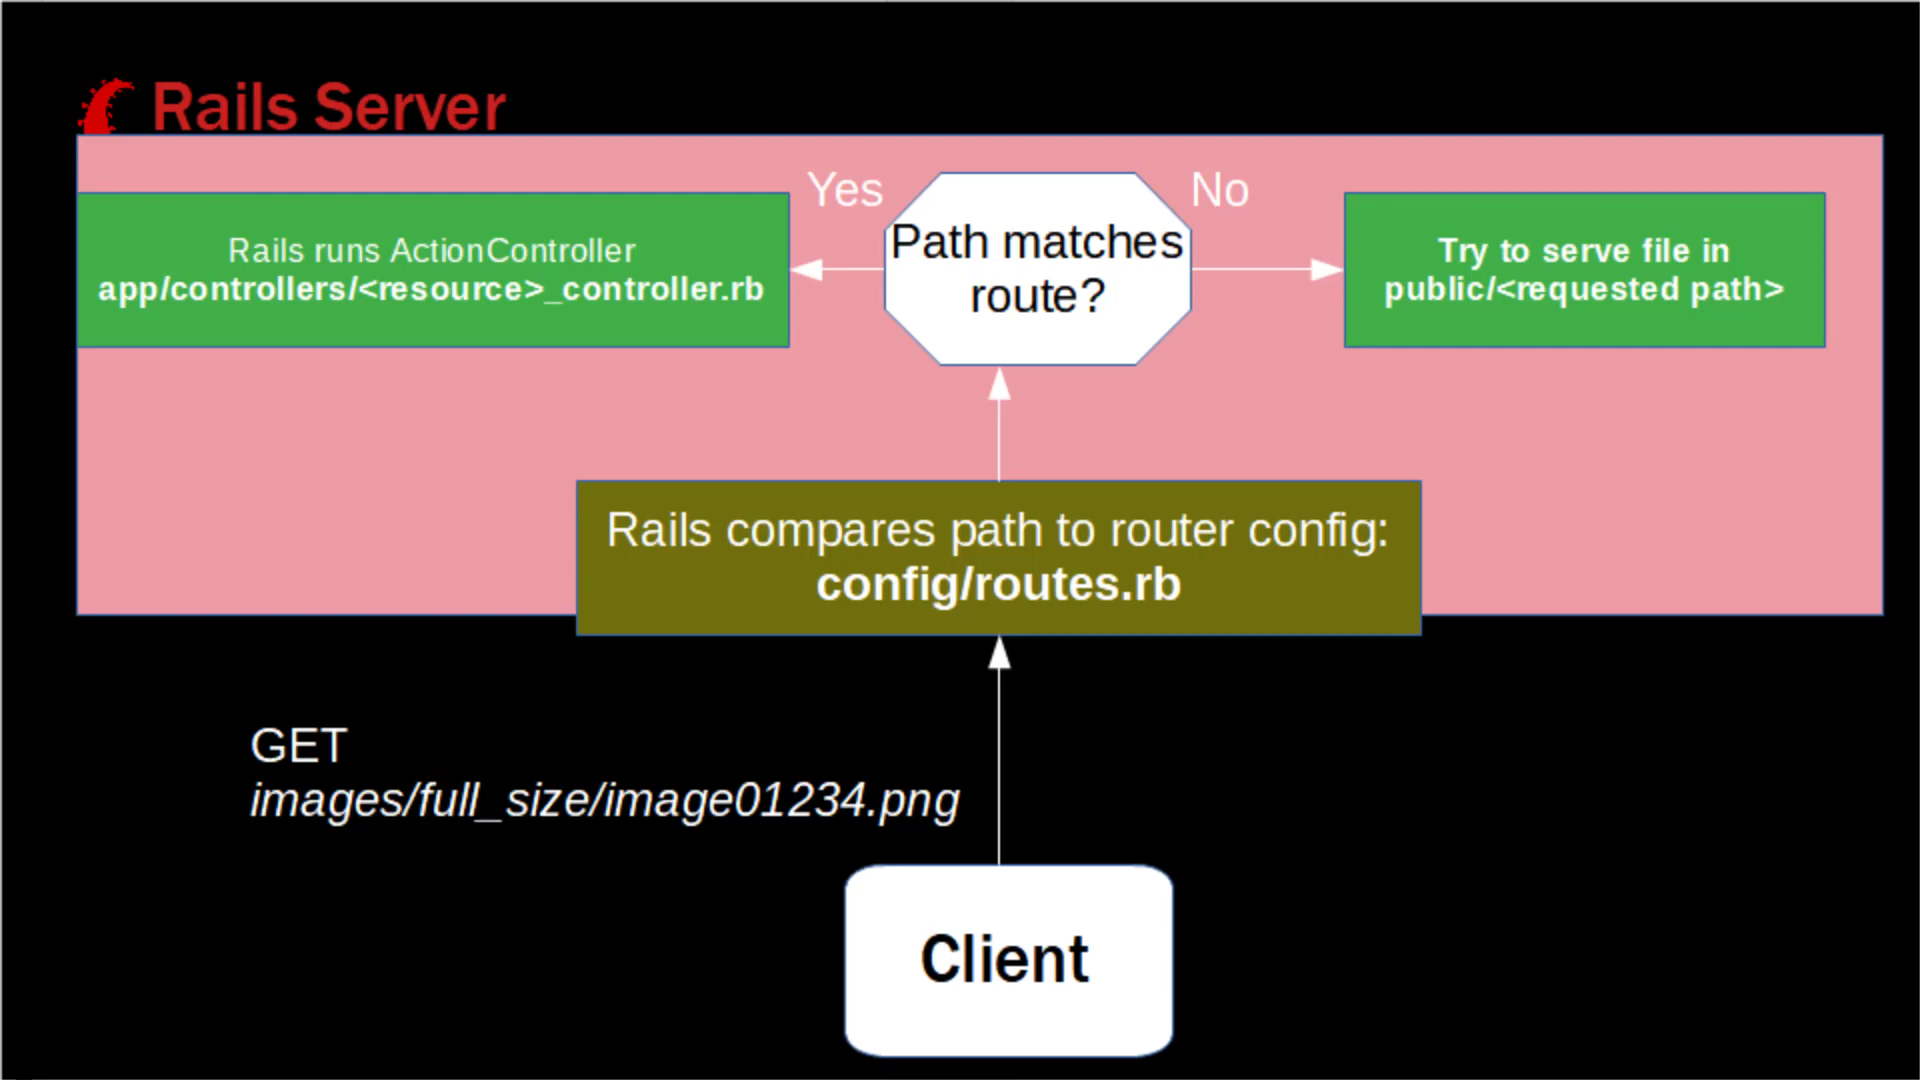 Rails Server
Yes
No
Path matches
route?
Rails runs ActionController
app/controllers/<resource>_controller.rb
Try to serve file in
public/<requested path>
Rails compares path to router config:
config/routes.rb
GET
images/full_size/image01234.png
Client